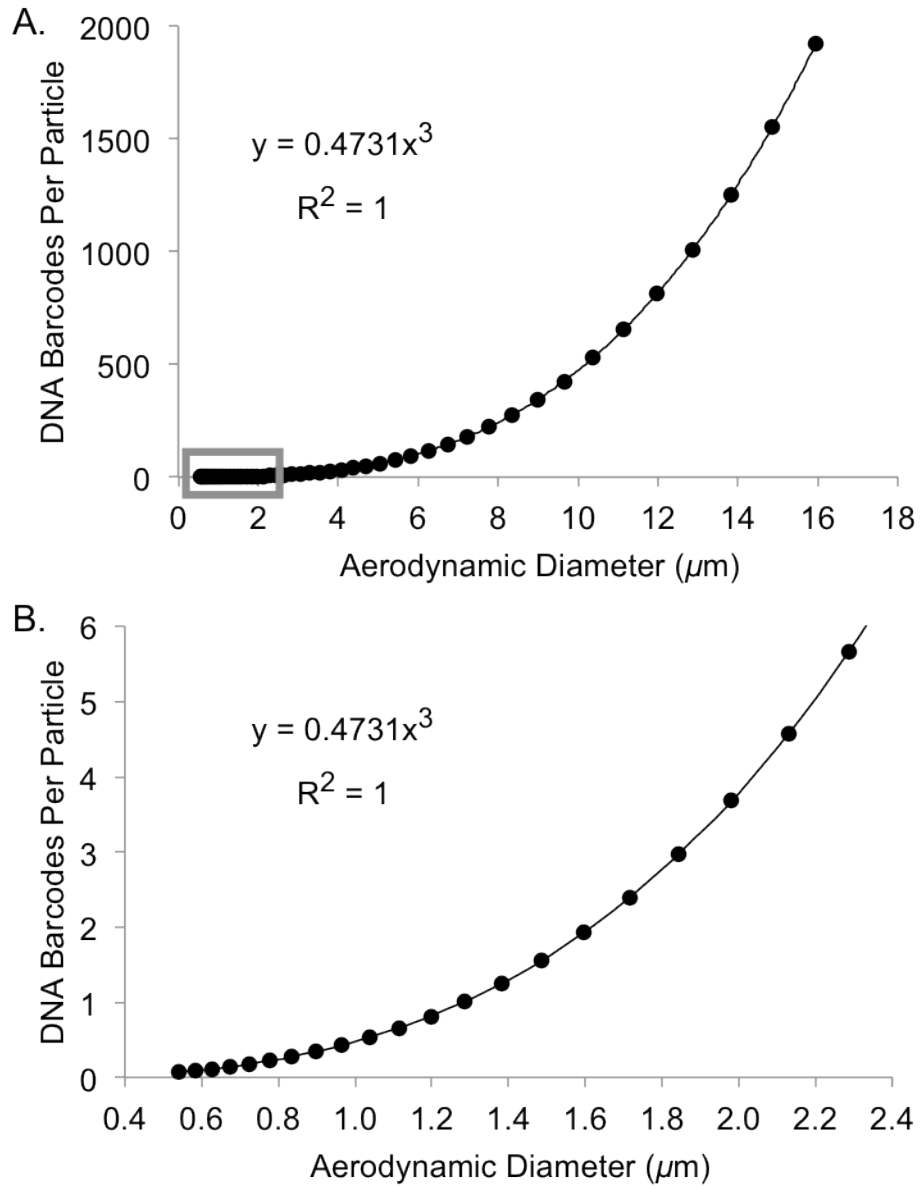 A.
2000
1500
1000
500
0
y = 0.4731x³
R² = 1
DNA Barcodes Per Particle
0 2 4 6 8 10 12 14 16 18
Aerodynamic Diameter (µm)
B.
6
5
4
3
2
1
0
y = 0.4731x³
R² = 1
DNA Barcodes Per Particle
0.4 0.6 0.8 1.0 1.2 1.4 1.6 1.8 2.0 2.2 2.4
Aerodynamic Diameter (µm)